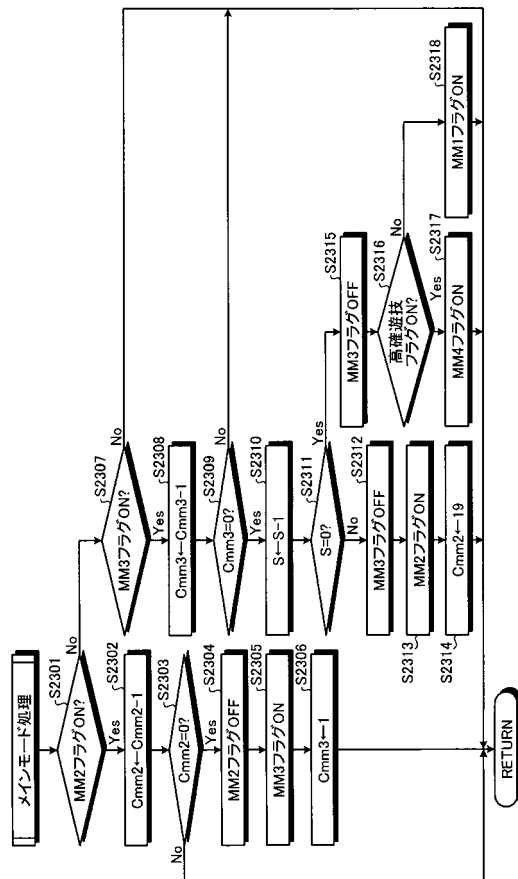 メインモード処理
S2301
MM2フラグON?
No
Yes
S2302
Cmm2←Cmm2-1
S2303
Cmm2=0?
No
Yes
S2304
MM2フラグOFF
S2305
MM3フラグON
S2306
Cmm3←1
S2307
MM3フラグON?
No
Yes
S2308
Cmm3←Cmm3-1
S2309
Cmm3=0?
No
Yes
S2310
S←S-1
S2311
S=0?
Yes
No
S2312
MM3フラグOFF
S2313
MM2フラグON
S2314
Cmm2←19
S2315
MM3フラグOFF
S2316
高確遊技
フラグON?
No
Yes
S2317
MM4フラグON
S2318
MM1フラグON
RETURN